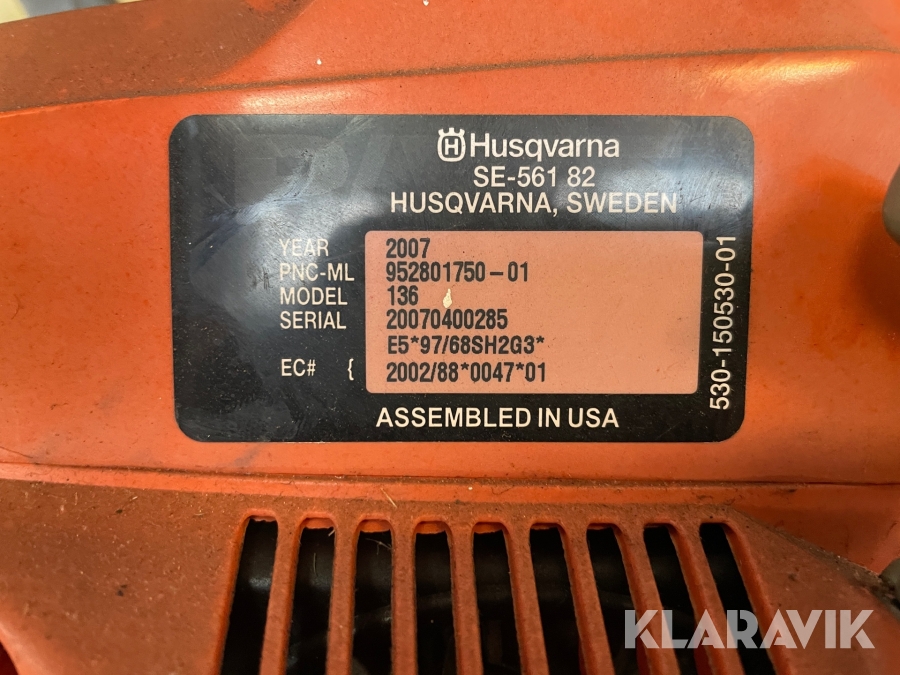 Husqvarna
SE-561 82
HUSQVARNA, SWEDEN
YEAR 2007
PNC-ML 952801750-01
MODEL 136
SERIAL 20070400285
E5*97/68SH2G3*
EC# { 2002/88*0047*01
ASSEMBLED IN USA
530-150530-01
KLARAVIK